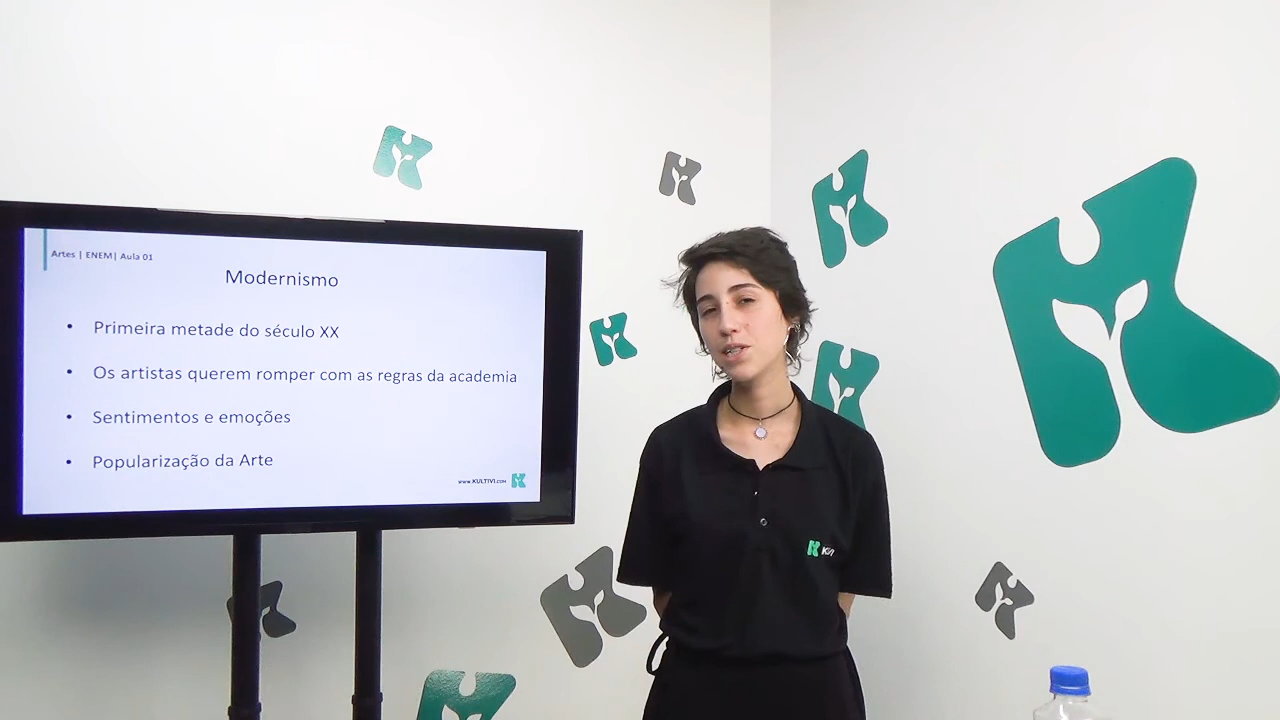 Artes | ENEM| Aula 01
Modernismo
• Primeira metade do século XX
• Os artistas querem romper com as regras da academia
• Sentimentos e emoções
• Popularização da Arte
www.KULTIVI.COM